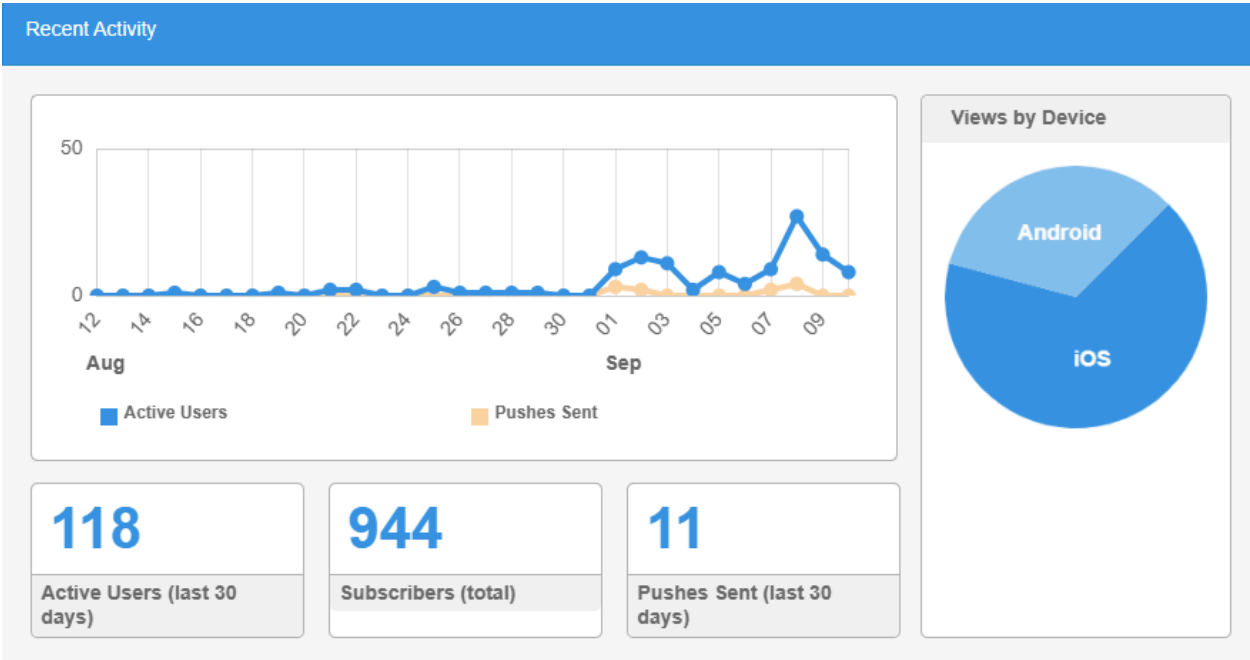 Recent Activity
50
0
12 14 16 18 20 22 24 26 28 30 01 03 05 07 09
Aug Sep
Active Users Pushes Sent
Views by Device
Android
iOS
118
Active Users (last 30
days)
944
Subscribers (total)
11
Pushes Sent (last 30
days)